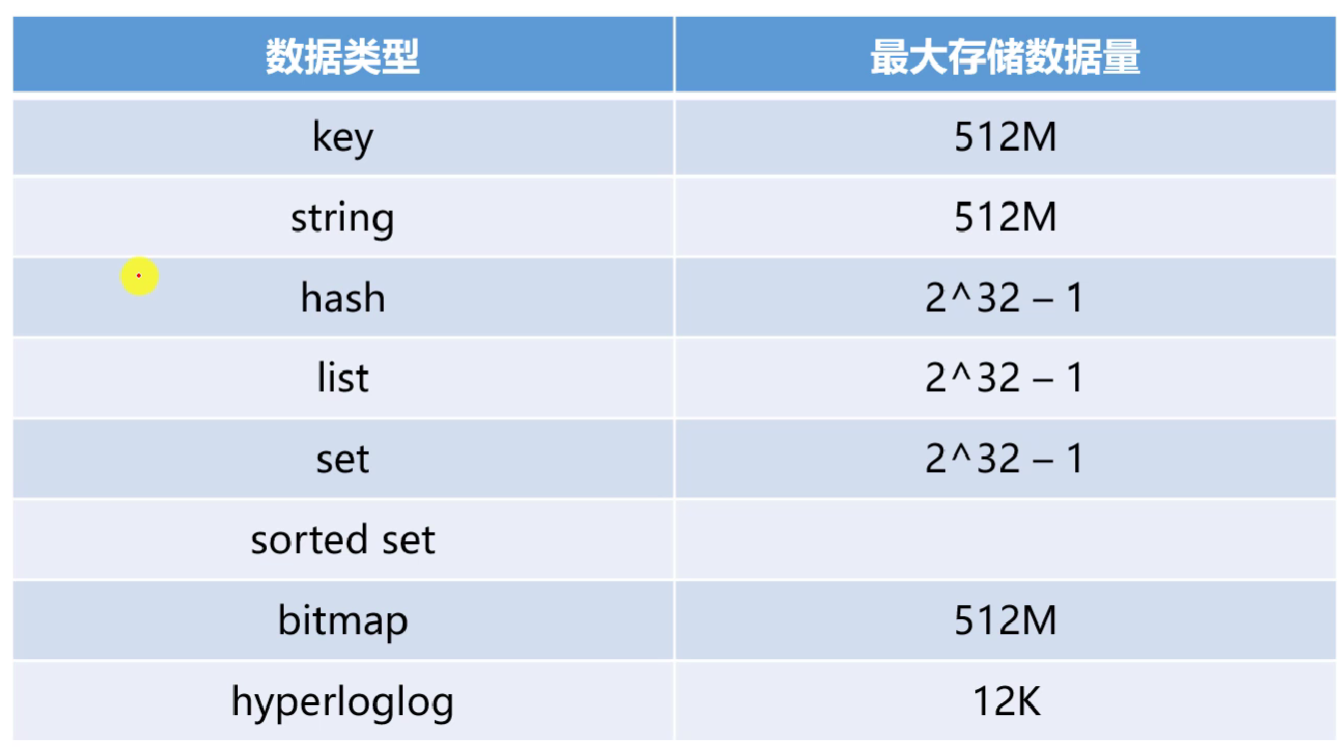 数据类型 最大存储数据量
key 512M
string 512M
hash 2^32 – 1
list 2^32 – 1
set 2^32 – 1
sorted set
bitmap 512M
hyperloglog 12K